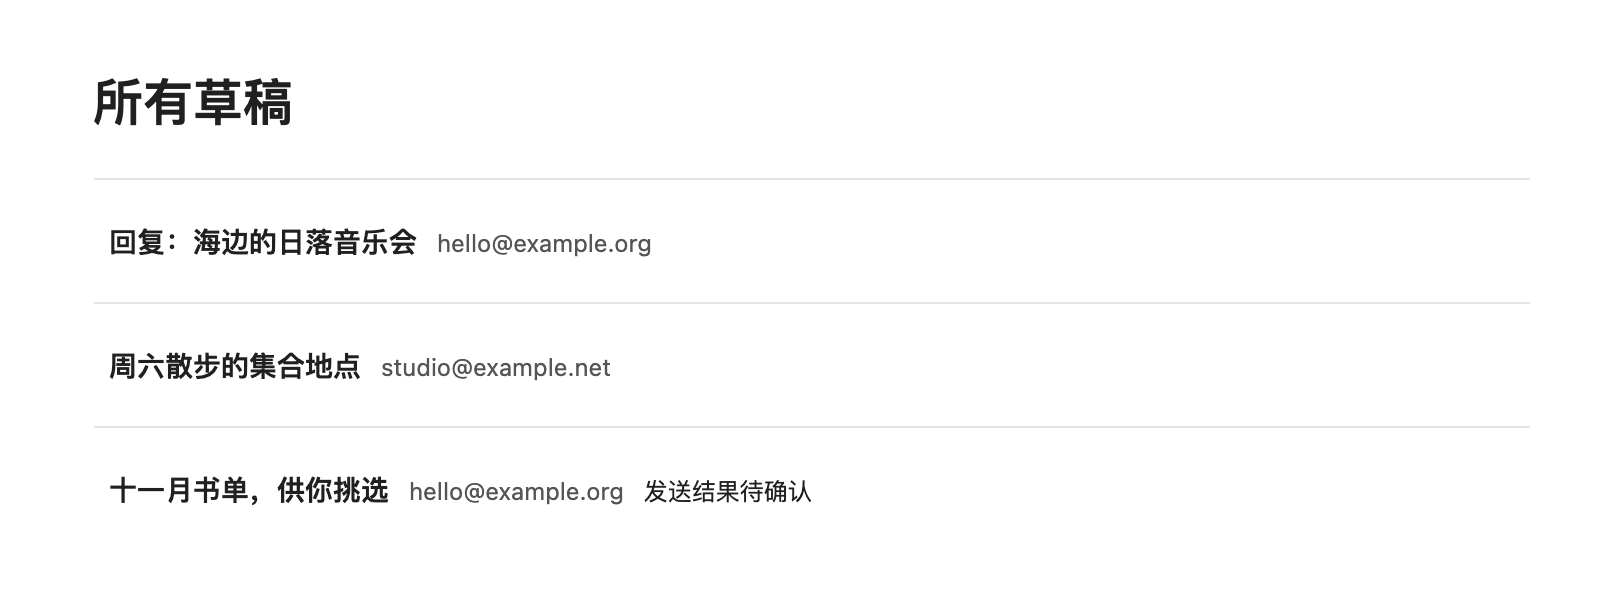 所有草稿
回复：海边的日落音乐会 hello@example.org
周六散步的集合地点 studio@example.net
十一月书单，供你挑选 hello@example.org 发送结果待确认